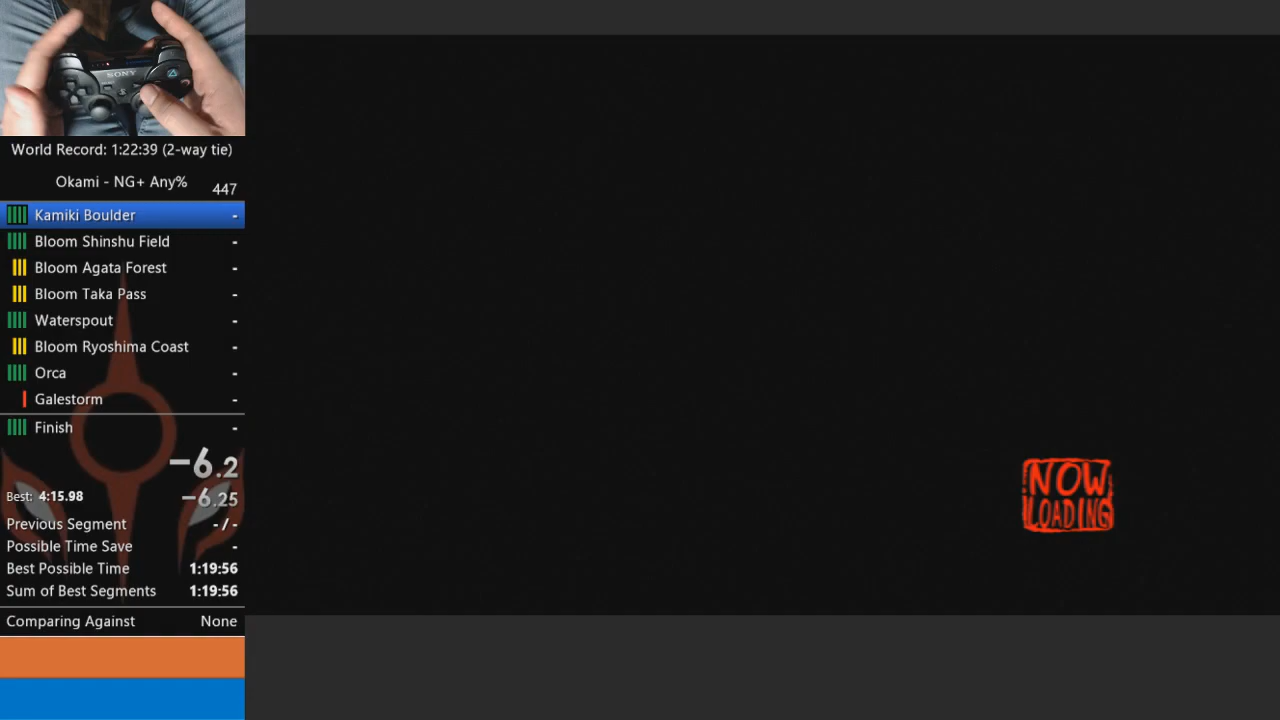 SONY
World Record: 1:22:39 (2-way tie)
Okami - NG+ Any% 447
Kamiki Boulder -
Bloom Shinshu Field -
Bloom Agata Forest -
Bloom Taka Pass -
Waterspout -
Bloom Ryoshima Coast -
Orca -
Galestorm -
Finish -
−6.2
Best: 4:15.98 −6.25
Previous Segment - / -
Possible Time Save -
Best Possible Time 1:19:56
Sum of Best Segments 1:19:56
Comparing Against None
NOW
LOADING